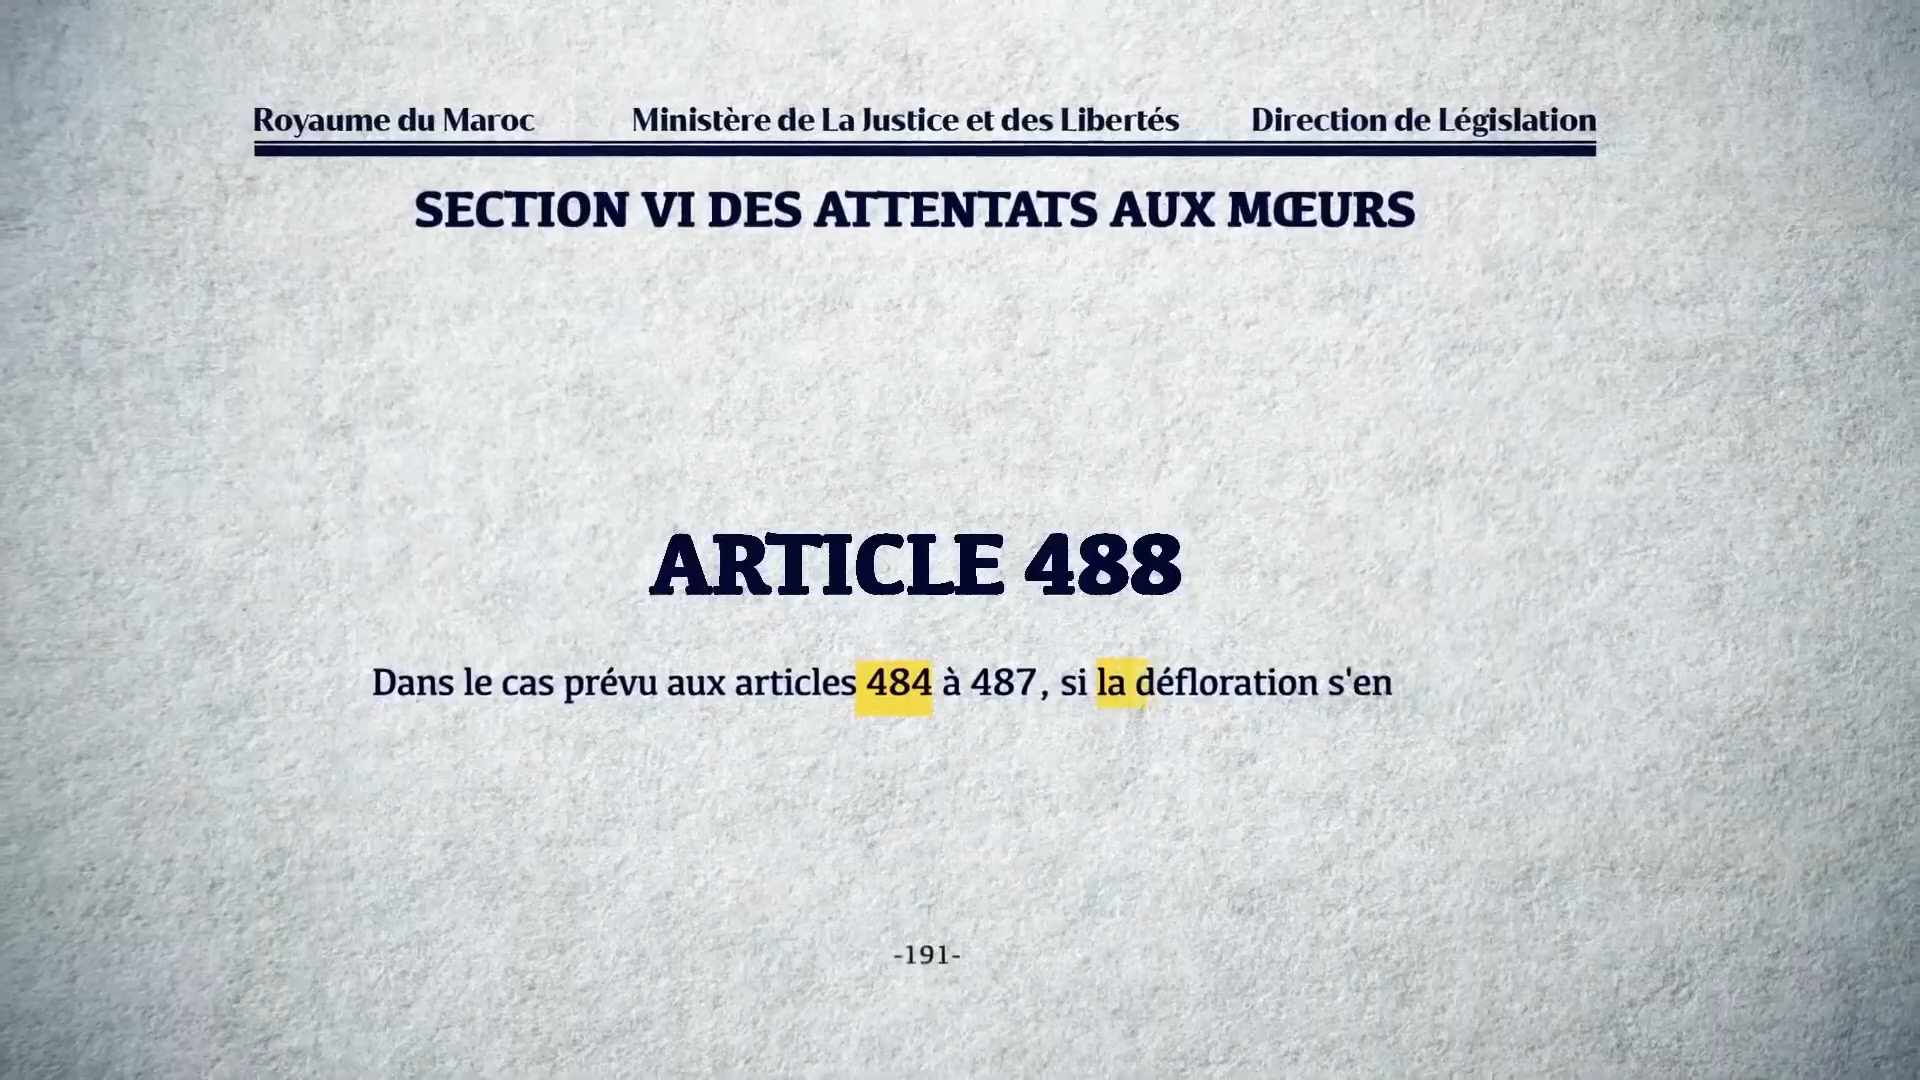 Royaume du Maroc Ministère de La Justice et des Libertés Direction de Législation
SECTION VI DES ATTENTATS AUX MŒURS
ARTICLE 488
Dans le cas prévu aux articles 484 à 487, si la défloration s'en
-191-